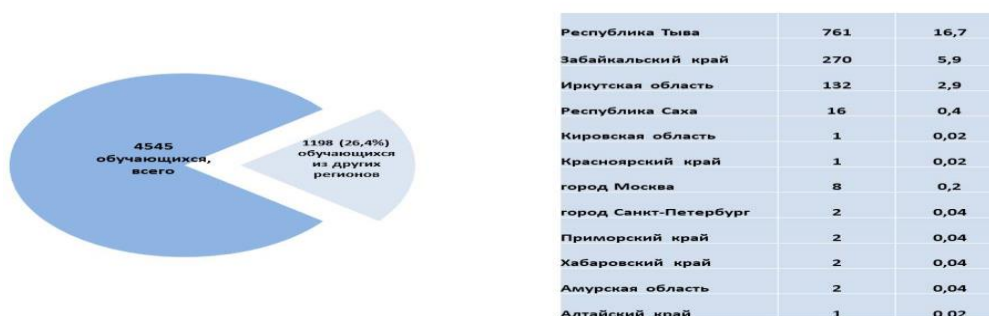 4545
обучающихся,
всего
1198 (26,4%)
обучающихся
из других
регионов
Республика Тыва 761 16,7
Забайкальский край 270 5,9
Иркутская область 132 2,9
Республика Саха 16 0,4
Кировская область 1 0,02
Красноярский край 1 0,02
город Москва 8 0,2
город Санкт-Петербург 2 0,04
Приморский край 2 0,04
Хабаровский край 2 0,04
Амурская область 2 0,04
Алтайский край 1 0,02